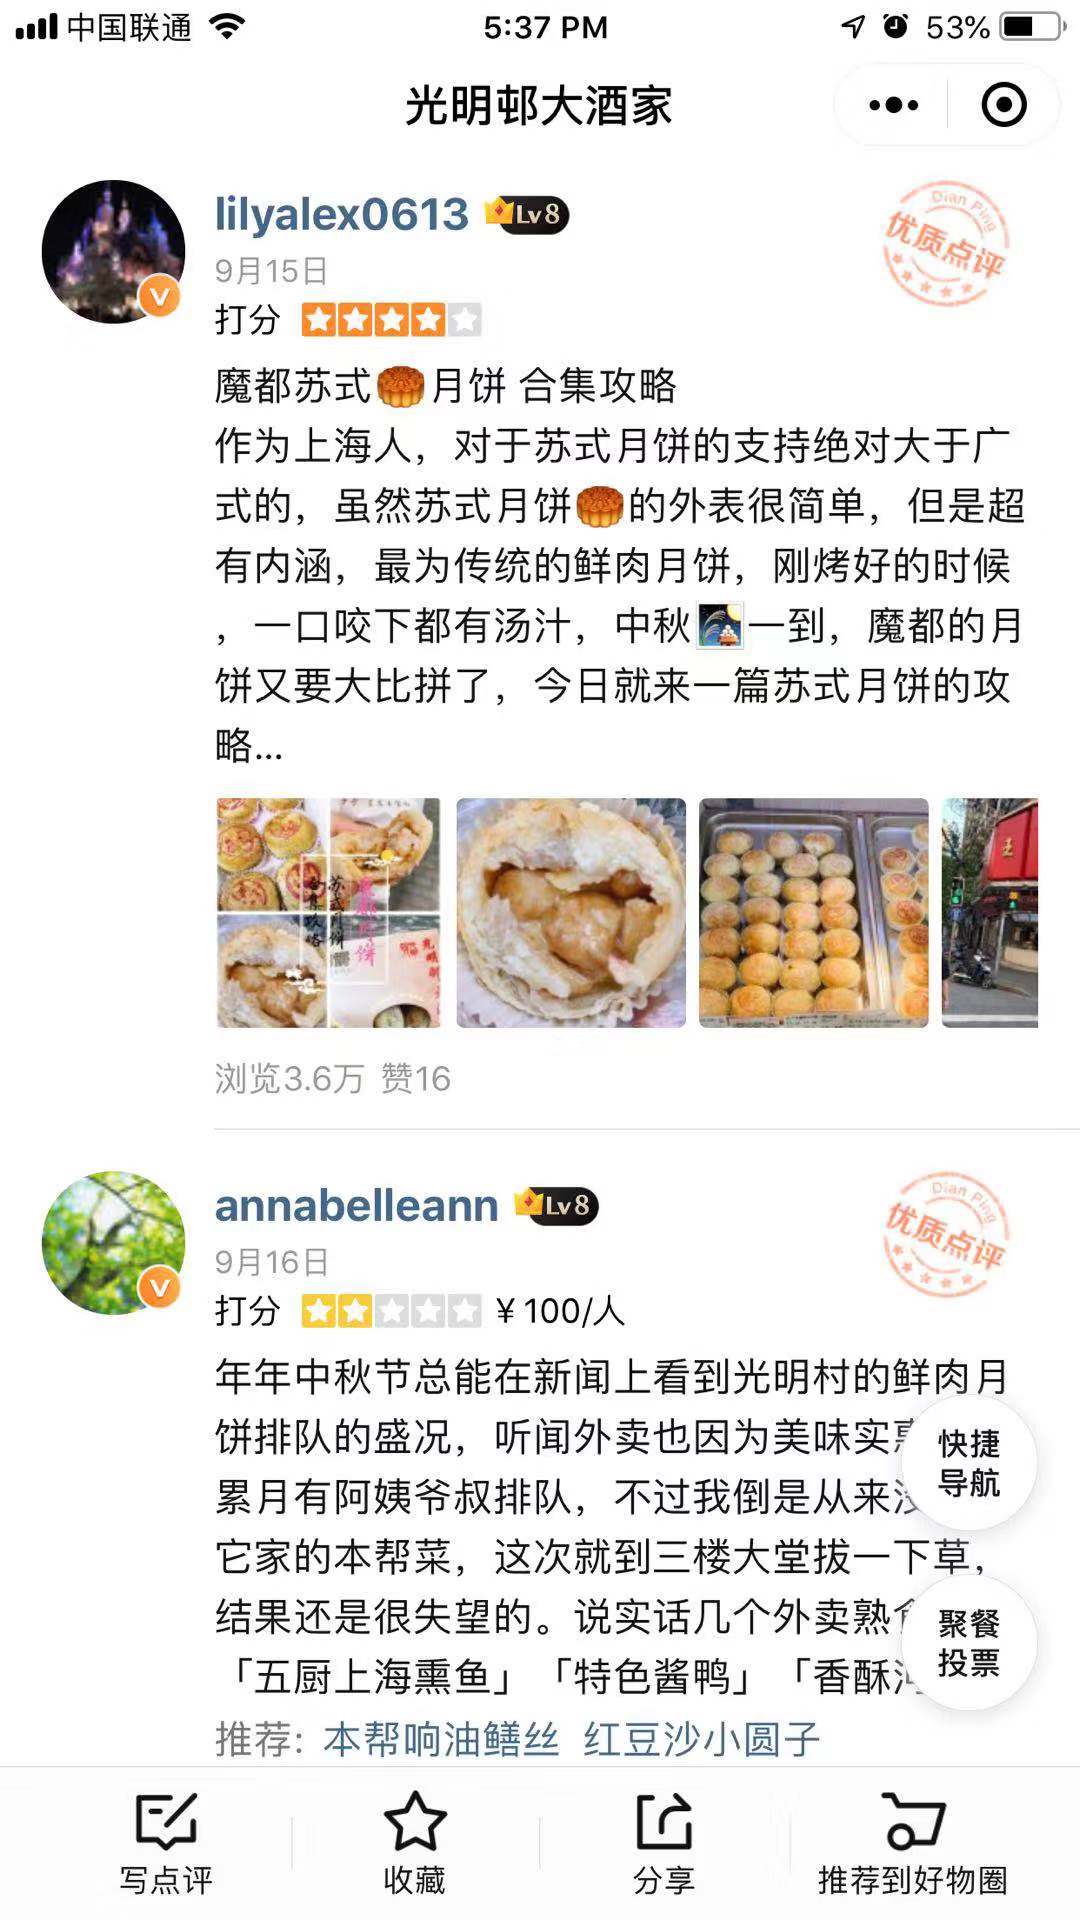 中国联通 5:37 PM 53%
光明邨大酒家
lilyalex0613 Lv8
Dian Ping
优质点评
9月15日
打分
魔都苏式🥮月饼 合集攻略
作为上海人，对于苏式月饼的支持绝对大于广
式的，虽然苏式月饼🥮的外表很简单，但是超
有内涵，最为传统的鲜肉月饼，刚烤好的时候
，一口咬下都有汤汁，中秋🎑一到，魔都的月
饼又要大比拼了，今日就来一篇苏式月饼的攻
略...
苏式月饼
合集攻略
王
浏览3.6万 赞16
annabelleann Lv8
Dian Ping
优质点评
9月16日
打分 ¥100/人
年年中秋节总能在新闻上看到光明村的鲜肉月
饼排队的盛况，听闻外卖也因为美味实
累月有阿姨爷叔排队，不过我倒是从来
它家的本帮菜，这次就到三楼大堂拔一下草，
结果还是很失望的。说实话几个外卖熟
「五厨上海熏鱼」「特色酱鸭」「香酥
快捷
导航
聚餐
投票
推荐: 本帮响油鳝丝 红豆沙小圆子
写点评 收藏 分享 推荐到好物圈